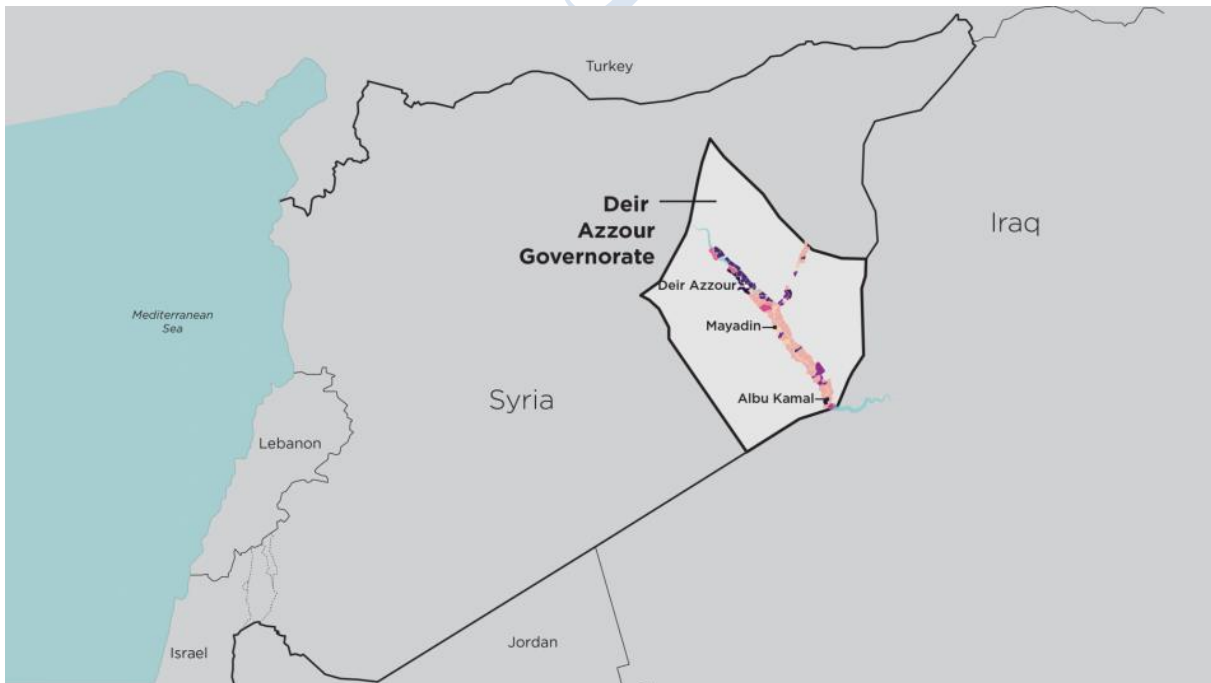 Turkey
Deir
Azzour
Governorate
Iraq
Deir Azzour
Mediterranean
Sea
Mayadin
Syria
Albu Kamal
Lebanon
Jordan
Israel